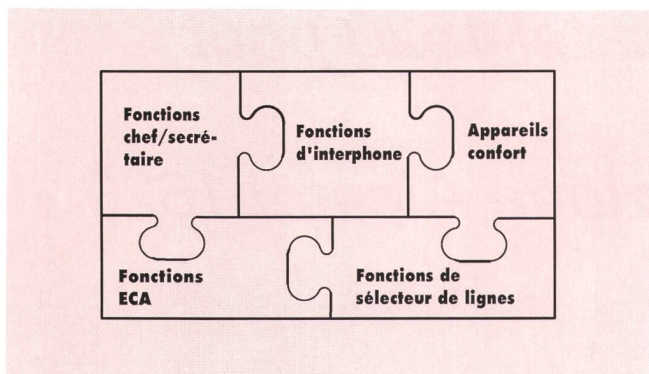 Fonctions
chef/secré-
taire
Fonctions
d'interphone
Appareils
confort
Fonctions
ECA
Fonctions de
sélecteur de lignes